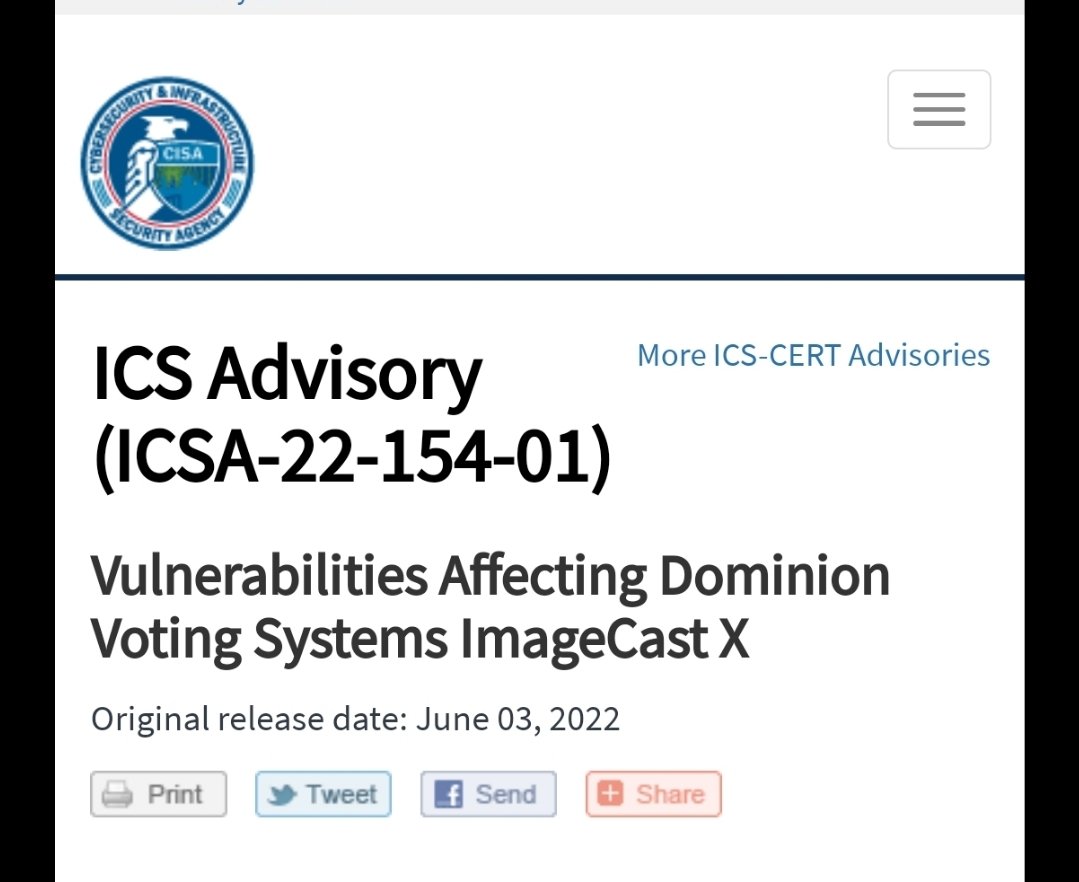 CYBERSECURITY & INFRASTRUCTURE
CISA
SECURITY AGENCY
ICS Advisory
(ICSA-22-154-01)
More ICS-CERT Advisories
Vulnerabilities Affecting Dominion
Voting Systems ImageCast X
Original release date: June 03, 2022
Print Tweet Send Share